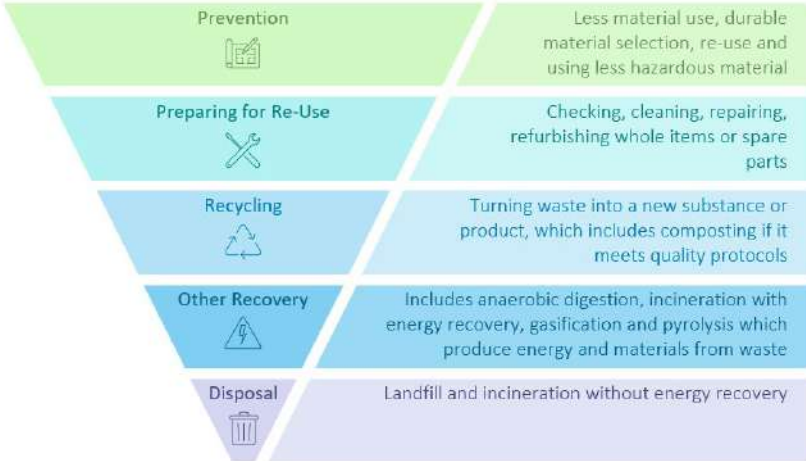 Prevention
Less material use, durable
material selection, re-use and
using less hazardous material
Preparing for Re-Use
Checking, cleaning, repairing,
refurbishing whole items or spare
parts
Recycling
Turning waste into a new substance or
product, which includes composting if it
meets quality protocols
Other Recovery
Includes anaerobic digestion, incineration with
energy recovery, gasification and pyrolysis which
produce energy and materials from waste
Disposal
Landfill and incineration without energy recovery